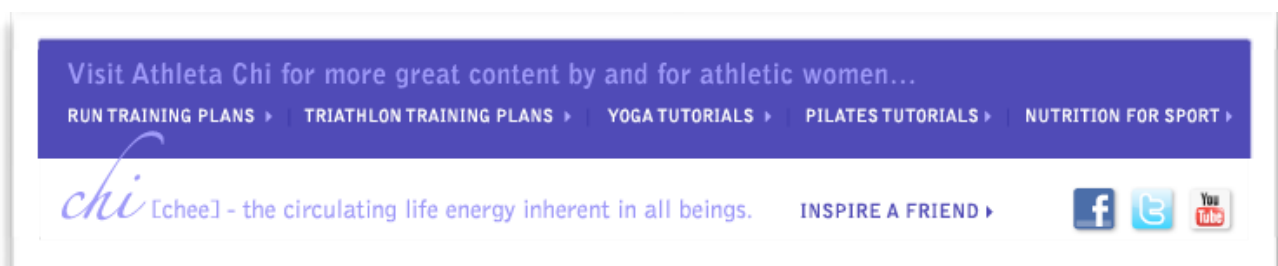 Visit Athleta Chi for more great content by and for athletic women...
RUN TRAINING PLANS | TRIATHLON TRAINING PLANS | YOGA TUTORIALS | PILATES TUTORIALS | NUTRITION FOR SPORT
chi [chee] - the circulating life energy inherent in all beings. INSPIRE A FRIEND
f t You Tube